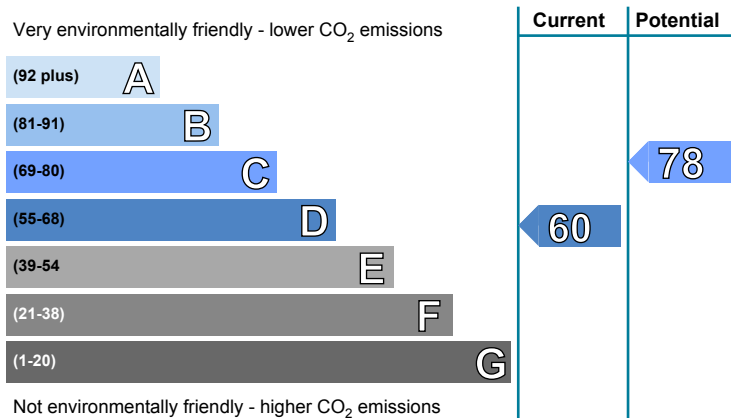 Very environmentally friendly - lower CO₂ emissions
Current
Potential
(92 plus) A
(81-91) B
(69-80) C
78
(55-68) D
60
(39-54 E
(21-38) F
(1-20) G
Not environmentally friendly - higher CO₂ emissions